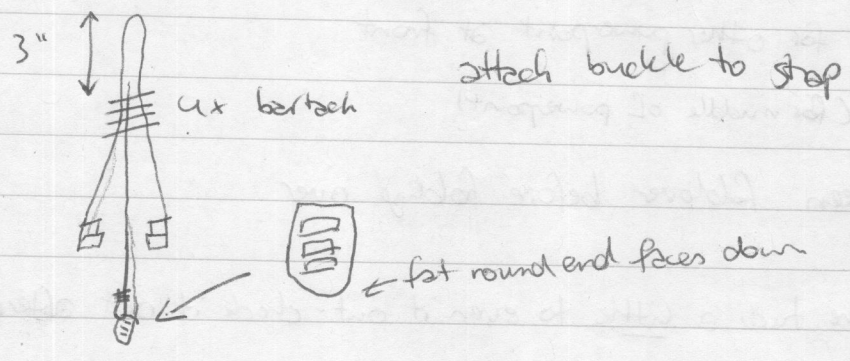 3"
attach buckle to strap
4x bartack
fat round end faces down